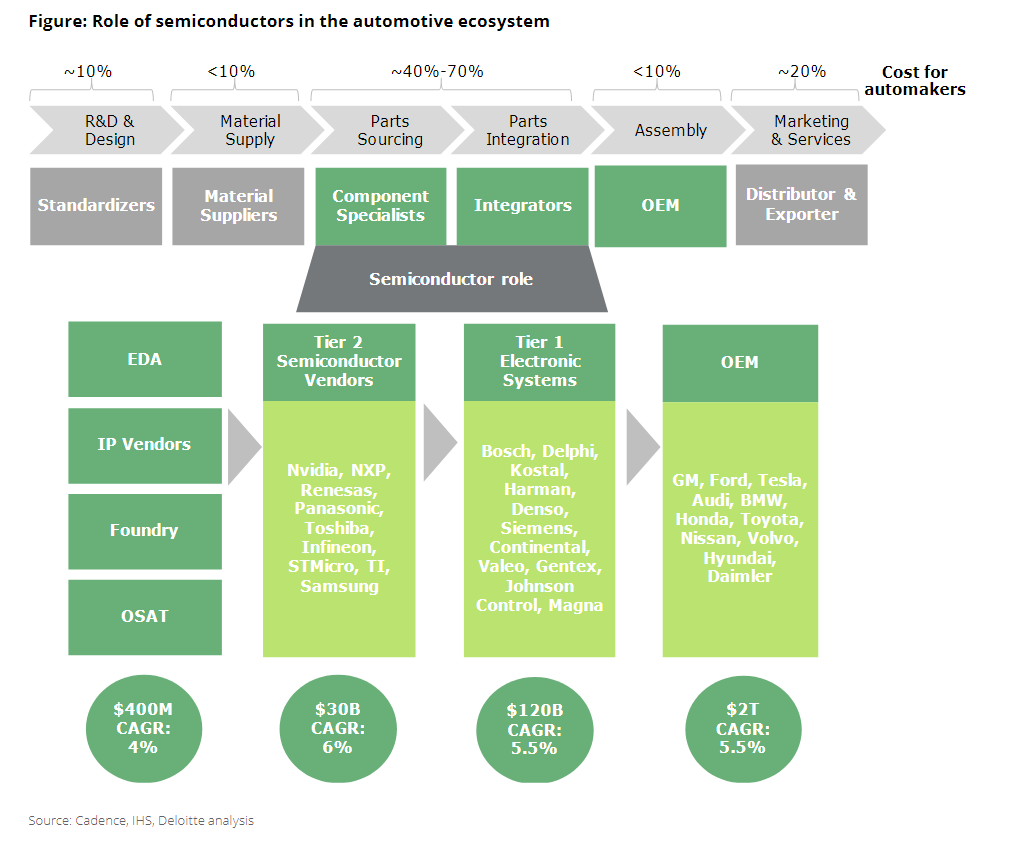 Figure: Role of semiconductors in the automotive ecosystem
~10%
<10%
~40%-70%
<10%
~20%
Cost for
automakers
R&D &
Design
Material
Supply
Parts
Sourcing
Parts
Integration
Assembly
Marketing
& Services
Standardizers
Material
Suppliers
Component
Specialists
Integrators
OEM
Distributor &
Exporter
Semiconductor role
EDA
IP Vendors
Foundry
OSAT
Tier 2
Semiconductor
Vendors
Nvidia, NXP,
Renesas,
Panasonic,
Toshiba,
Infineon,
STMicro, TI,
Samsung
Tier 1
Electronic
Systems
Bosch, Delphi,
Kostal,
Harman,
Denso,
Siemens,
Continental,
Valeo, Gentex,
Johnson
Control, Magna
OEM
GM, Ford, Tesla,
Audi, BMW,
Honda, Toyota,
Nissan, Volvo,
Hyundai,
Daimler
$400M
CAGR:
4%
$30B
CAGR:
6%
$120B
CAGR:
5.5%
$2T
CAGR:
5.5%
Source: Cadence, IHS, Deloitte analysis